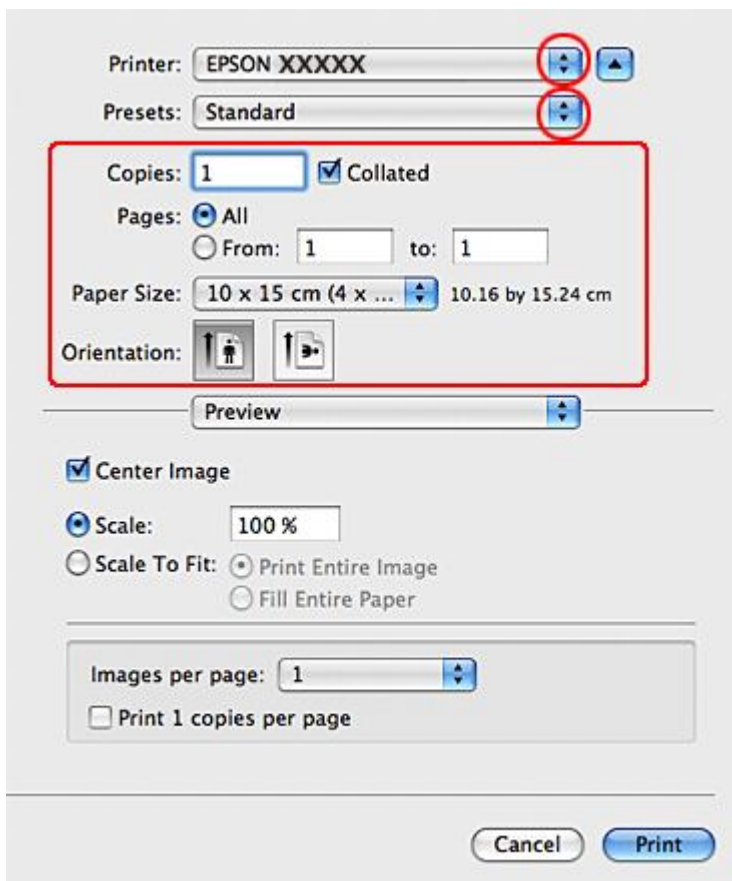 Printer: EPSON XXXXX
Presets: Standard
Copies: 1 Collated
Pages: All
From: 1 to: 1
Paper Size: 10 x 15 cm (4 x ... 10.16 by 15.24 cm
Orientation:
Preview
Center Image
Scale: 100 %
Scale To Fit: Print Entire Image
Fill Entire Paper
Images per page: 1
Print 1 copies per page
Cancel Print